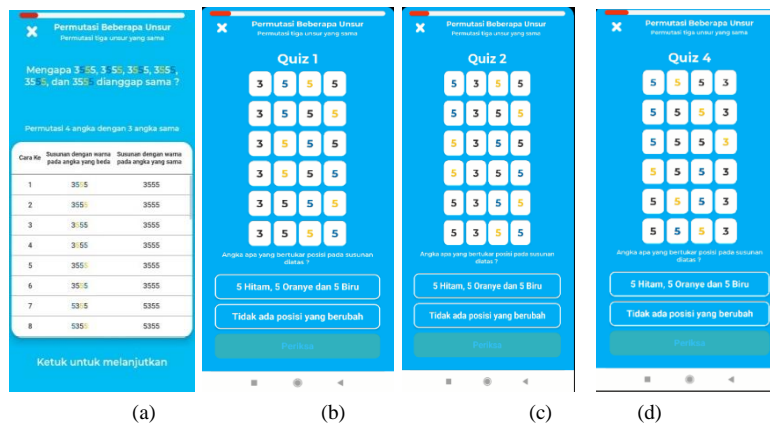 Permutasi Beberapa Unsur
Permutasi tiga unsur yang sama
Mengapa 3555, 3555, 3555, 3555,
3555, dan 3555 dianggap sama ?
Permutasi 4 angka dengan 3 angka sama
Cara Ke Susunan dengan warna pada angka yang beda Susunan dengan warna pada angka yang sama
1 3555 3555
2 3555 3555
3 3555 3555
4 3555 3555
5 3555 3555
6 3555 3555
7 5355 5355
8 5355 5355
Ketuk untuk melanjutkan
(a)
Permutasi Beberapa Unsur
Permutasi tiga unsur yang sama
Quiz 1
3 5 5 5
3 5 5 5
3 5 5 5
3 5 5 5
3 5 5 5
3 5 5 5
Angka apa yang bertukar posisi pada susunan
diatas ?
5 Hitam, 5 Oranye dan 5 Biru
Tidak ada posisi yang berubah
Periksa
(b)
Permutasi Beberapa Unsur
Permutasi tiga unsur yang sama
Quiz 2
5 3 5 5
5 3 5 5
5 3 5 5
5 3 5 5
5 3 5 5
5 3 5 5
Angka apa yang bertukar posisi pada susunan
diatas ?
5 Hitam, 5 Oranye dan 5 Biru
Tidak ada posisi yang berubah
Periksa
(c)
Permutasi Beberapa Unsur
Permutasi tiga unsur yang sama
Quiz 4
5 5 5 3
5 5 5 3
5 5 5 3
5 5 5 3
5 5 5 3
5 5 5 3
Angka apa yang bertukar posisi pada susunan
diatas ?
5 Hitam, 5 Oranye dan 5 Biru
Tidak ada posisi yang berubah
Periksa
(d)